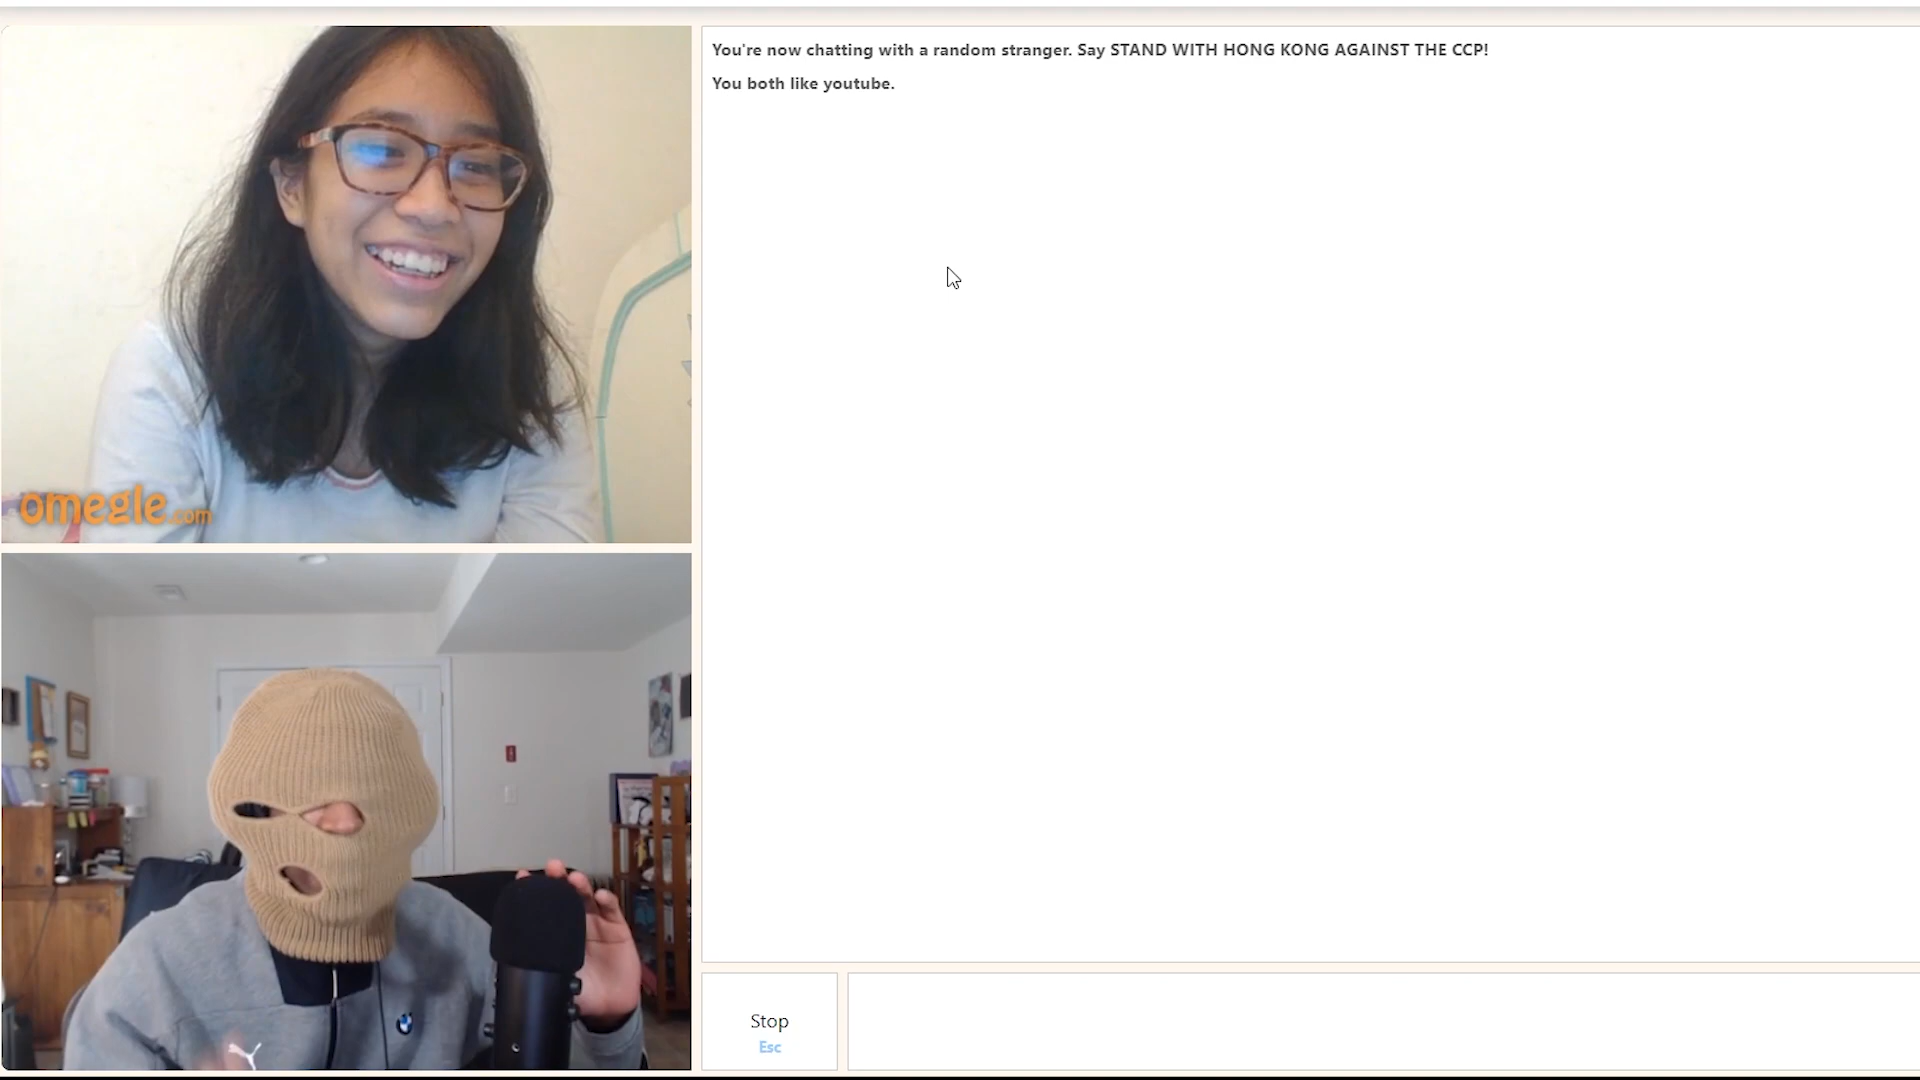 You're now chatting with a random stranger. Say STAND WITH HONG KONG AGAINST THE CCP!
You both like youtube.
omegle.com
Stop
Esc